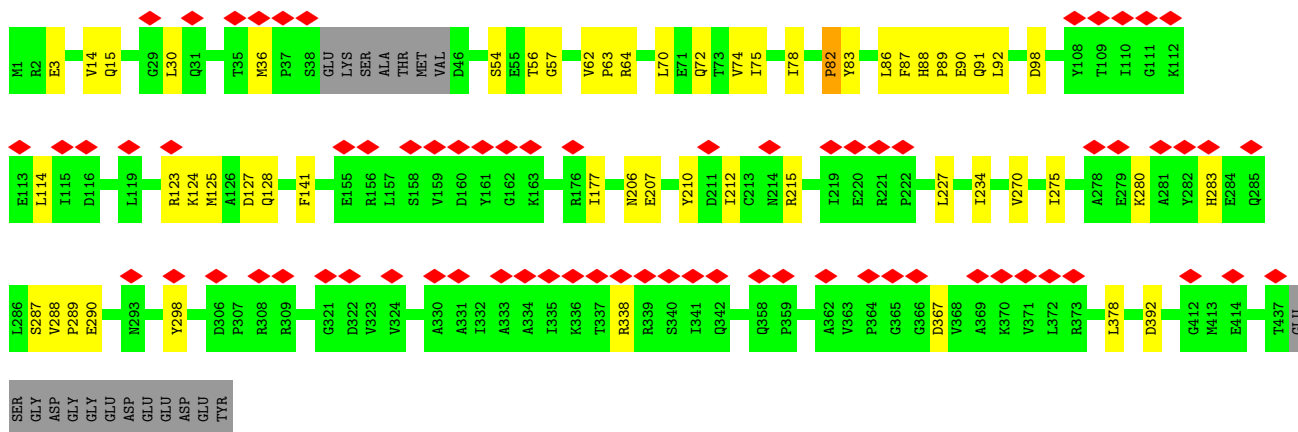 M1 R2 E3 V14 Q15 G29 L30 Q31 T35 M36 P37 S38 GLU LYS SER ALA THR MET VAL D46 S54 E55 T56 G57 V62 P63 R64 L70 E71 Q72 T73 V74 I75 I78 P82 Y83 L86 F87 H88 P89 E90 Q91 L92 D98 Y108 T109 I110 G111 K112
E113 L114 I115 D116 L119 R123 K124 M125 A126 D127 Q128 F141 E155 R156 L157 S158 V159 D160 Y161 G162 K163 R176 I177 N206 E207 Y210 D211 I212 C213 N214 R215 I219 E220 R221 P222 L227 I234 V270 I275 A278 E279 K280 A281 Y282 H283 E284 Q285
L286 S287 V288 P289 E290 N293 Y298 D306 P307 R308 R309 G321 D322 V323 V324 A330 A331 I332 A333 A334 I335 K336 T337 R338 R339 S340 I341 Q342 Q358 P359 A362 V363 P364 G365 G366 D367 V368 A369 K370 V371 L372 R373 L378 D392 G412 M413 E414 T437 GLU
SER GLY ASP GLY GLY GLU ASP GLU GLU ASP GLU TYR